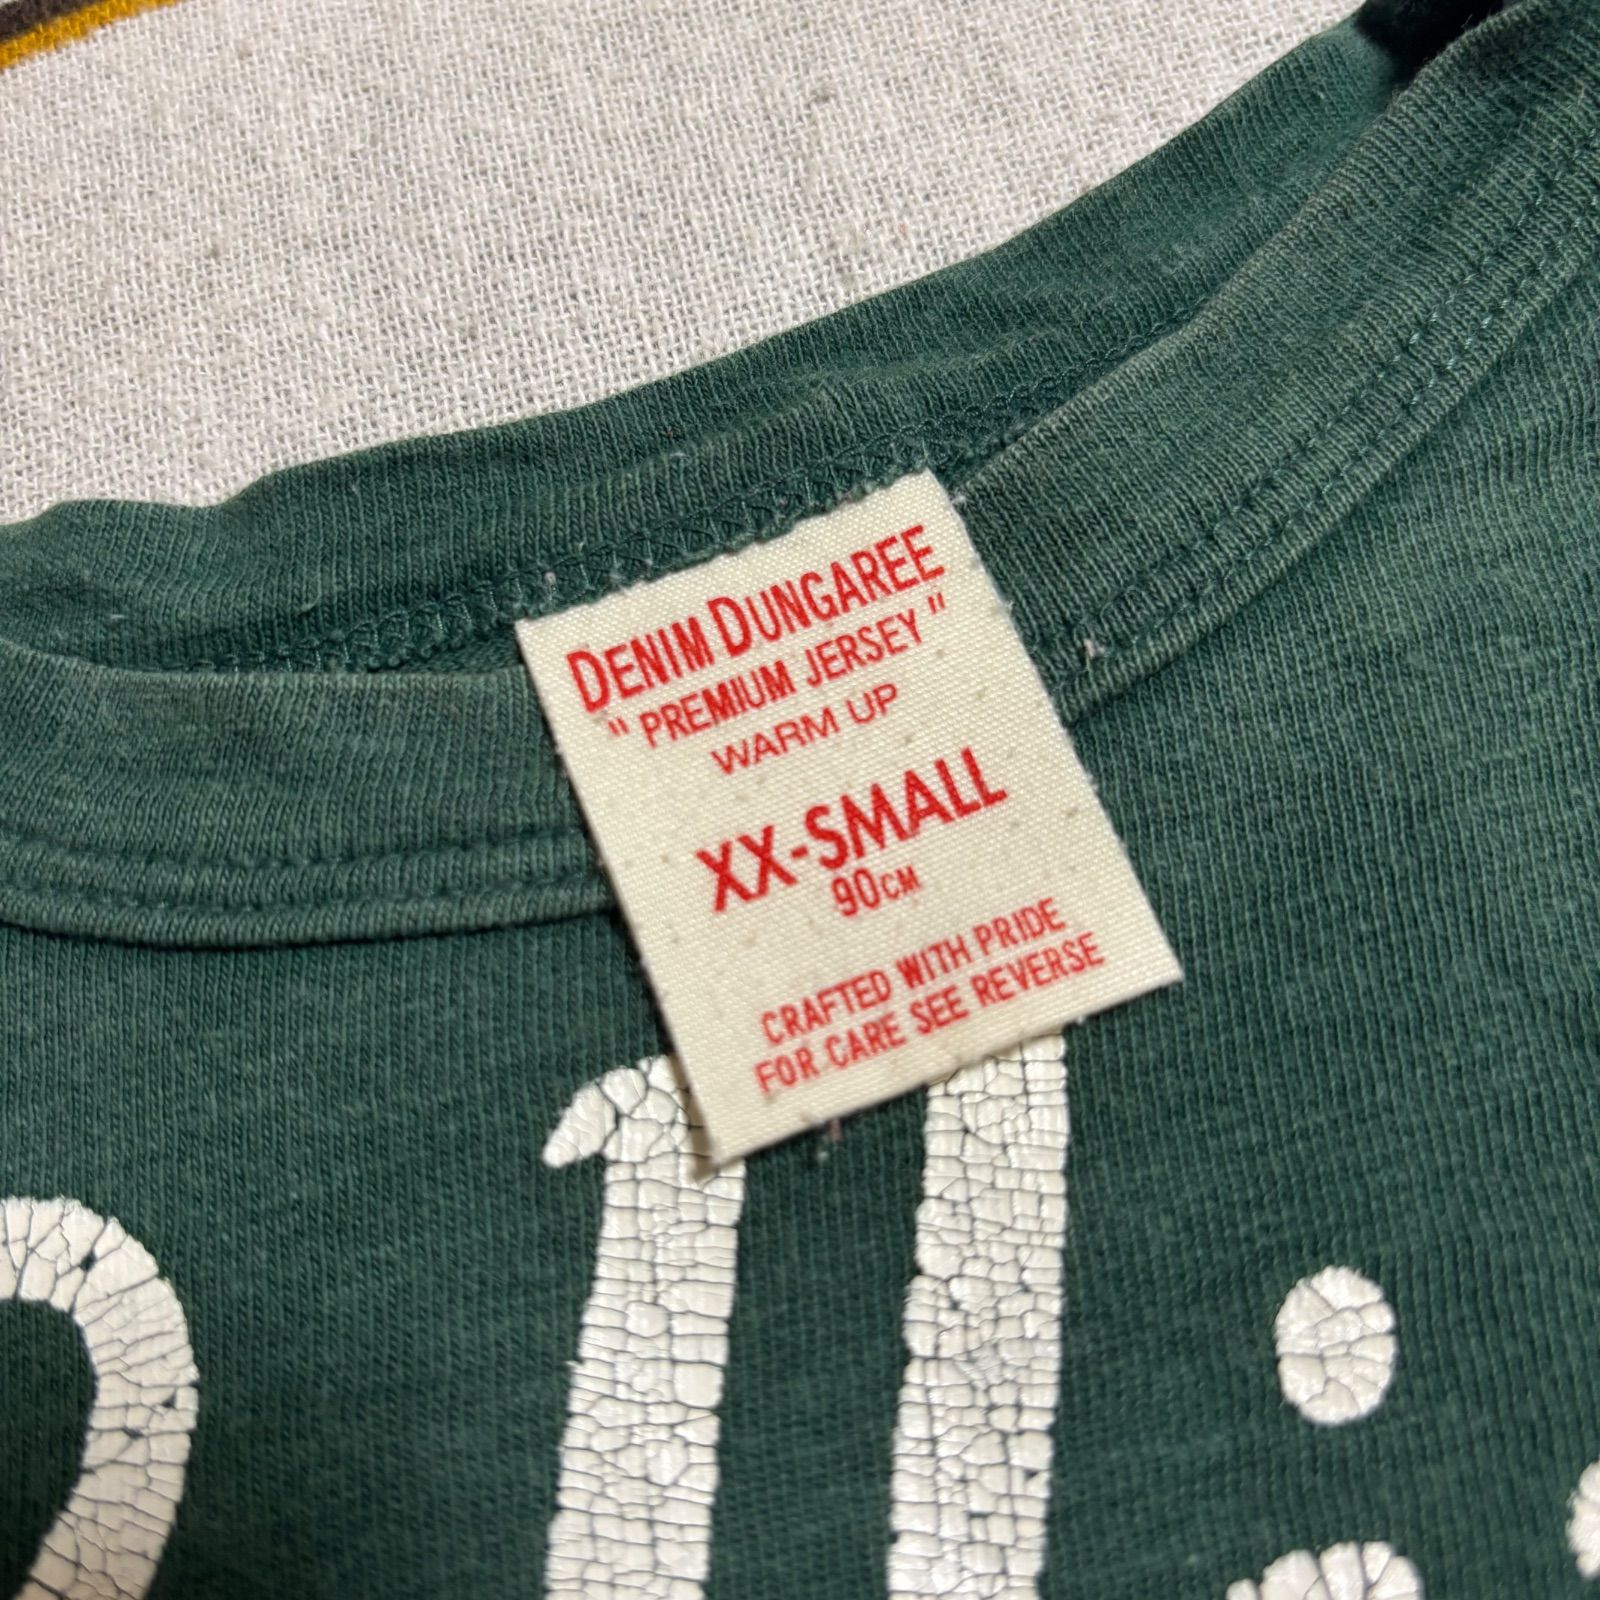 DENIM DUNGAREE
" PREMIUM JERSEY "
WARM UP
XX-SMALL
90CM
CRAFTED WITH PRIDE
FOR CARE SEE REVERSE